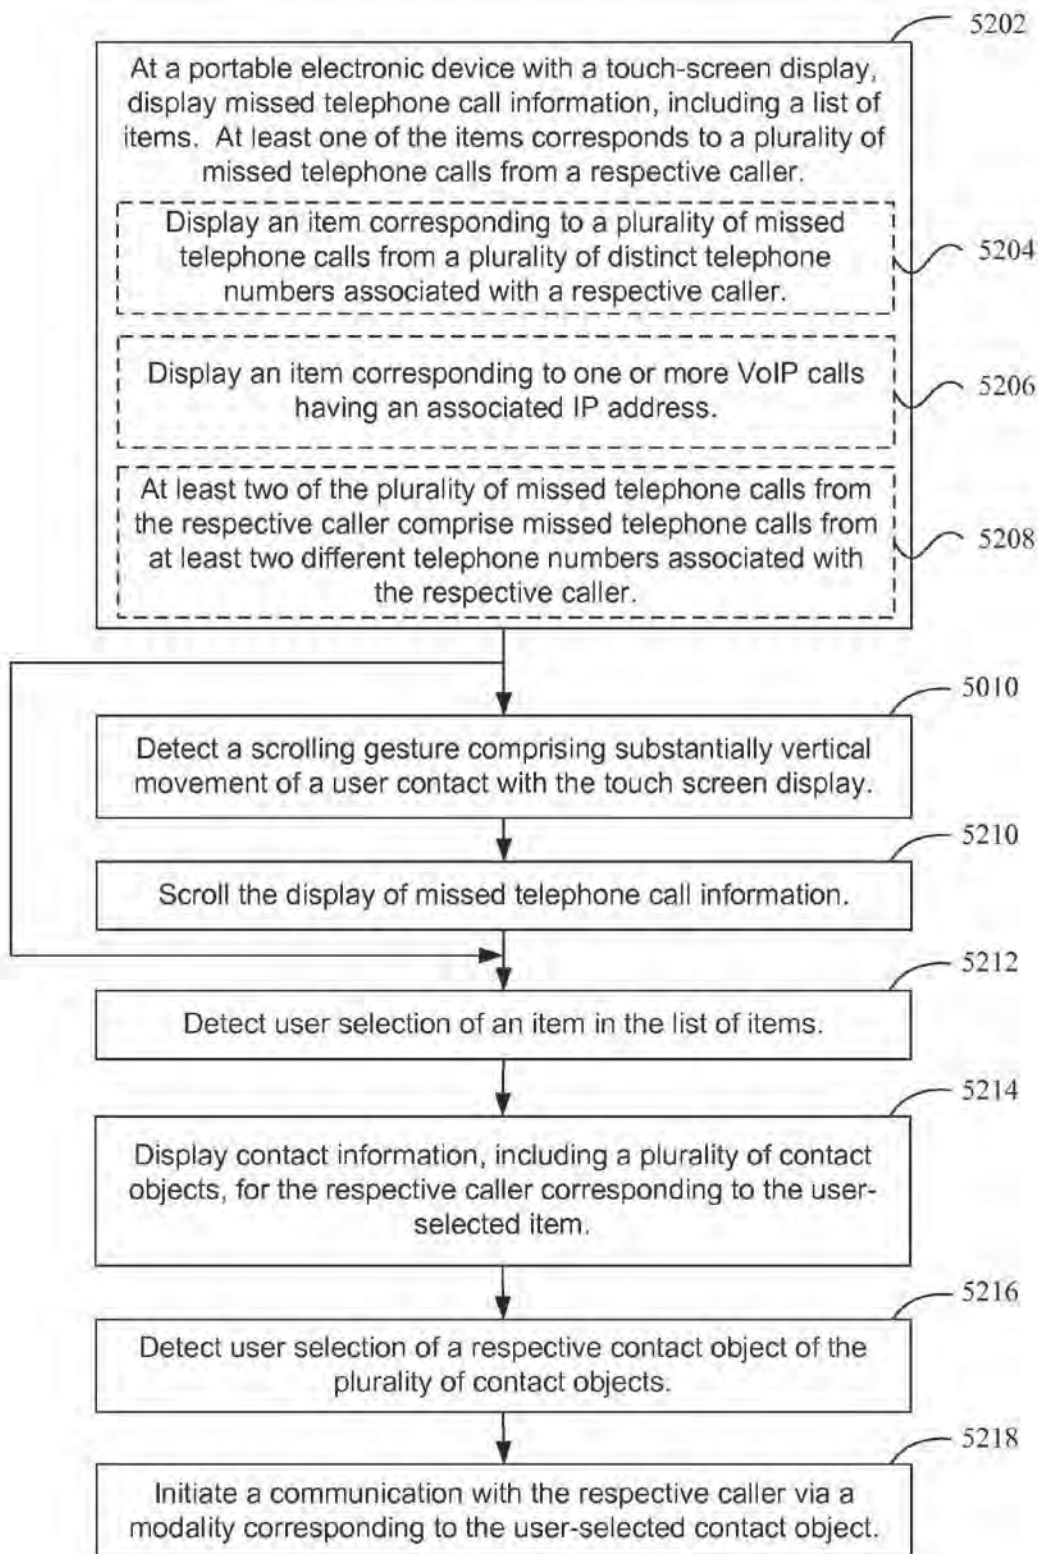 5202
At a portable electronic device with a touch-screen display,
display missed telephone call information, including a list of
items. At least one of the items corresponds to a plurality of
missed telephone calls from a respective caller.
Display an item corresponding to a plurality of missed
telephone calls from a plurality of distinct telephone
numbers associated with a respective caller.
5204
Display an item corresponding to one or more VoIP calls
having an associated IP address.
5206
At least two of the plurality of missed telephone calls from
the respective caller comprise missed telephone calls from
at least two different telephone numbers associated with
the respective caller.
5208
5010
Detect a scrolling gesture comprising substantially vertical
movement of a user contact with the touch screen display.
5210
Scroll the display of missed telephone call information.
5212
Detect user selection of an item in the list of items.
5214
Display contact information, including a plurality of contact
objects, for the respective caller corresponding to the user-
selected item.
5216
Detect user selection of a respective contact object of the
plurality of contact objects.
5218
Initiate a communication with the respective caller via a
modality corresponding to the user-selected contact object.